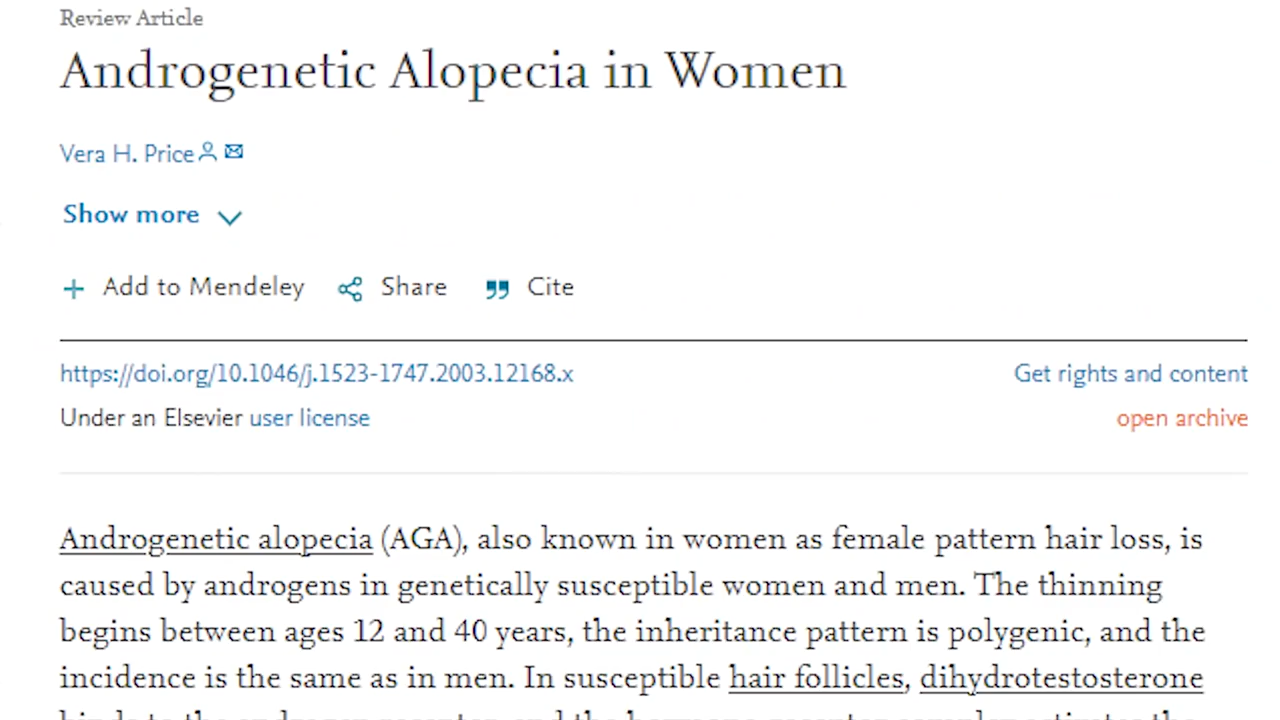 Review Article
Androgenetic Alopecia in Women
Vera H. Price
Show more
Add to Mendeley Share Cite
https://doi.org/10.1046/j.1523-1747.2003.12168.x Get rights and content
Under an Elsevier user license open archive
Androgenetic alopecia (AGA), also known in women as female pattern hair loss, is
caused by androgens in genetically susceptible women and men. The thinning
begins between ages 12 and 40 years, the inheritance pattern is polygenic, and the
incidence is the same as in men. In susceptible hair follicles, dihydrotestosterone